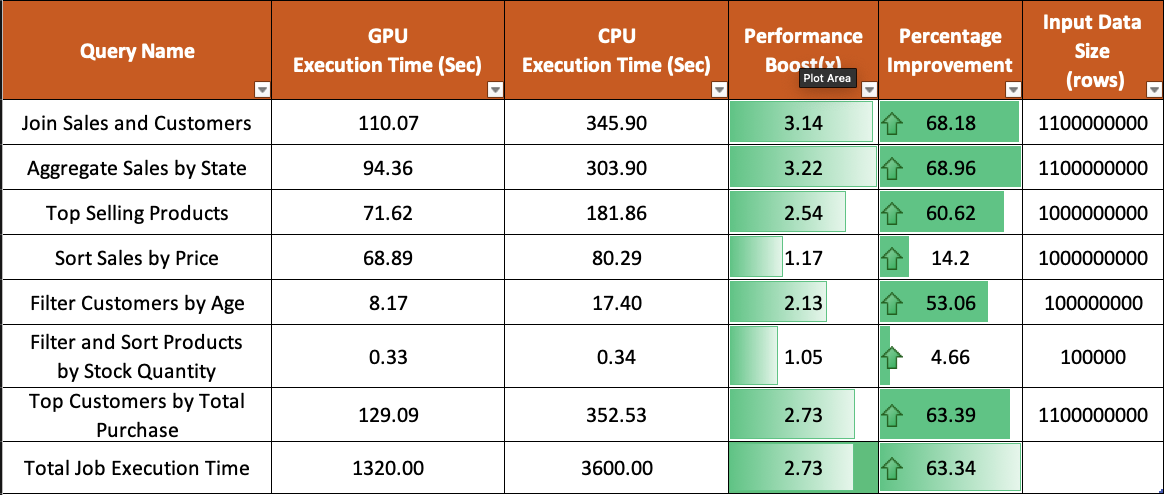 Query Name
GPU
Execution Time (Sec)
CPU
Execution Time (Sec)
Performance
Boost(x)
Plot Area
Percentage
Improvement
Input Data
Size
(rows)
Join Sales and Customers 110.07 345.90 3.14 68.18 1100000000
Aggregate Sales by State 94.36 303.90 3.22 68.96 1100000000
Top Selling Products 71.62 181.86 2.54 60.62 1000000000
Sort Sales by Price 68.89 80.29 1.17 14.2 1000000000
Filter Customers by Age 8.17 17.40 2.13 53.06 100000000
Filter and Sort Products
by Stock Quantity 0.33 0.34 1.05 4.66 100000
Top Customers by Total
Purchase 129.09 352.53 2.73 63.39 1100000000
Total Job Execution Time 1320.00 3600.00 2.73 63.34